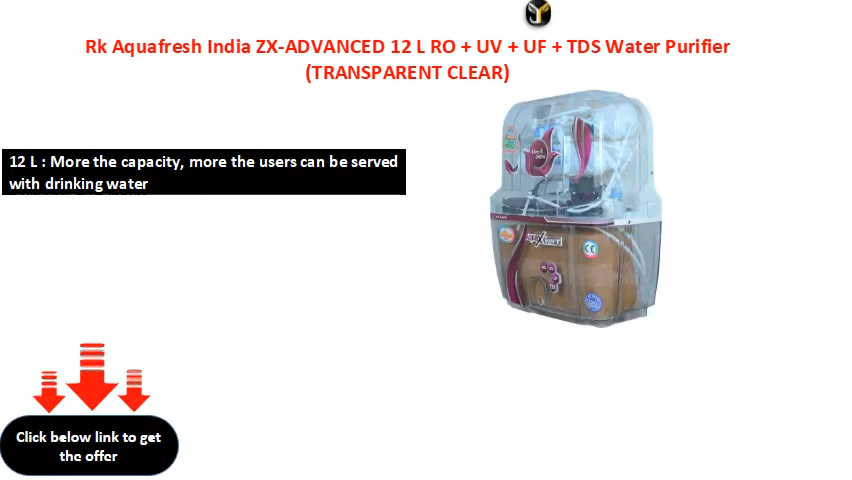 Rk Aquafresh India ZX-ADVANCED 12 L RO + UV + UF + TDS Water Purifier
(TRANSPARENT CLEAR)
12 L : More the capacity, more the users can be served
with drinking water
CE
Click below link to get
the offer